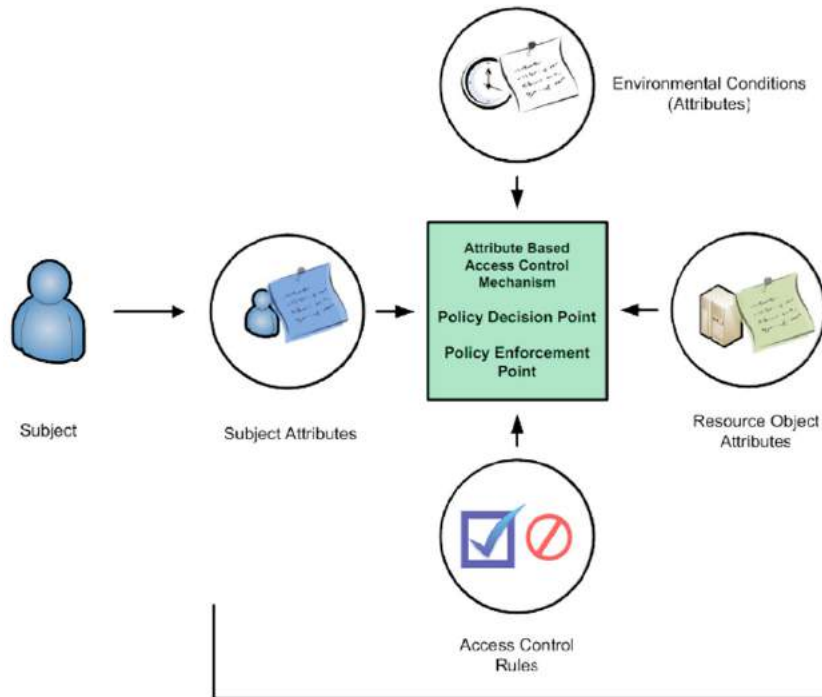 Environmental Conditions
(Attributes)
Attribute Based
Access Control
Mechanism
Policy Decision Point
Policy Enforcement
Point
Subject
Subject Attributes
Resource Object
Attributes
Access Control
Rules